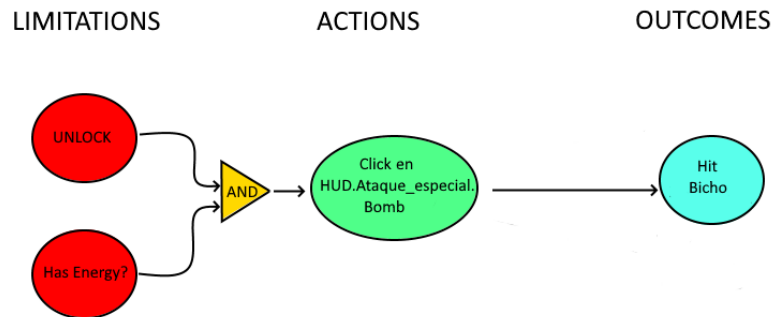 LIMITATIONS
ACTIONS
OUTCOMES
UNLOCK
Has Energy?
AND
Click en
HUD.Ataque_especial.
Bomb
Hit
Bicho